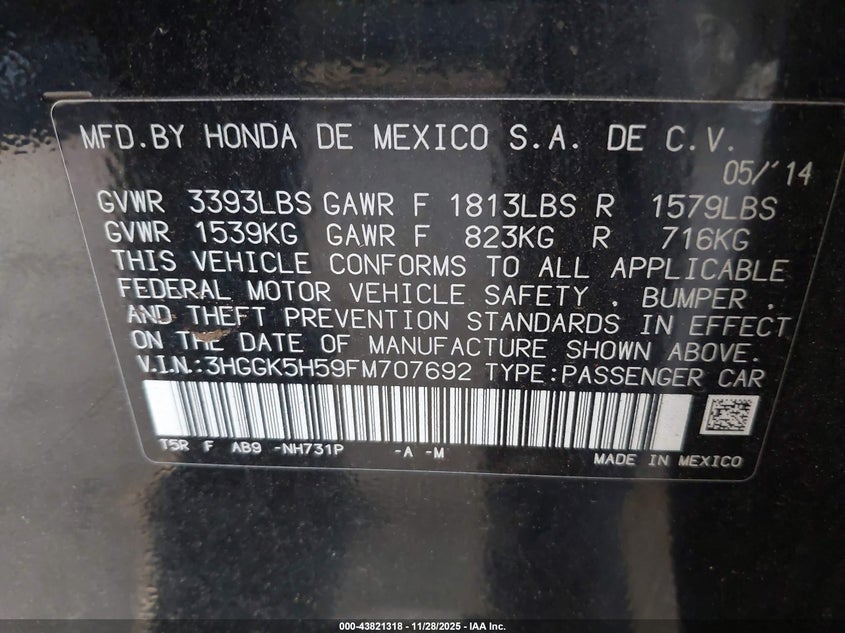 MFD.BY HONDA DE MEXICO S.A. DE C.V.
05/'14
GVWR 3393LBS GAWR F 1813LBS R 1579LBS
GVWR 1539KG GAWR F 823KG R 716KG
THIS VEHICLE CONFORMS TO ALL APPLICABLE
FEDERAL MOTOR VEHICLE SAFETY , BUMPER ,
AND THEFT PREVENTION STANDARDS IN EFFECT
ON THE DATE OF MANUFACTURE SHOWN ABOVE.
V.I.N.:3HGGK5H59FM707692 TYPE:PASSENGER CAR
T5R F AB9 -NH731P -A -M
MADE IN MEXICO
000-43821318 | 11/28/2025 - IAA Inc.